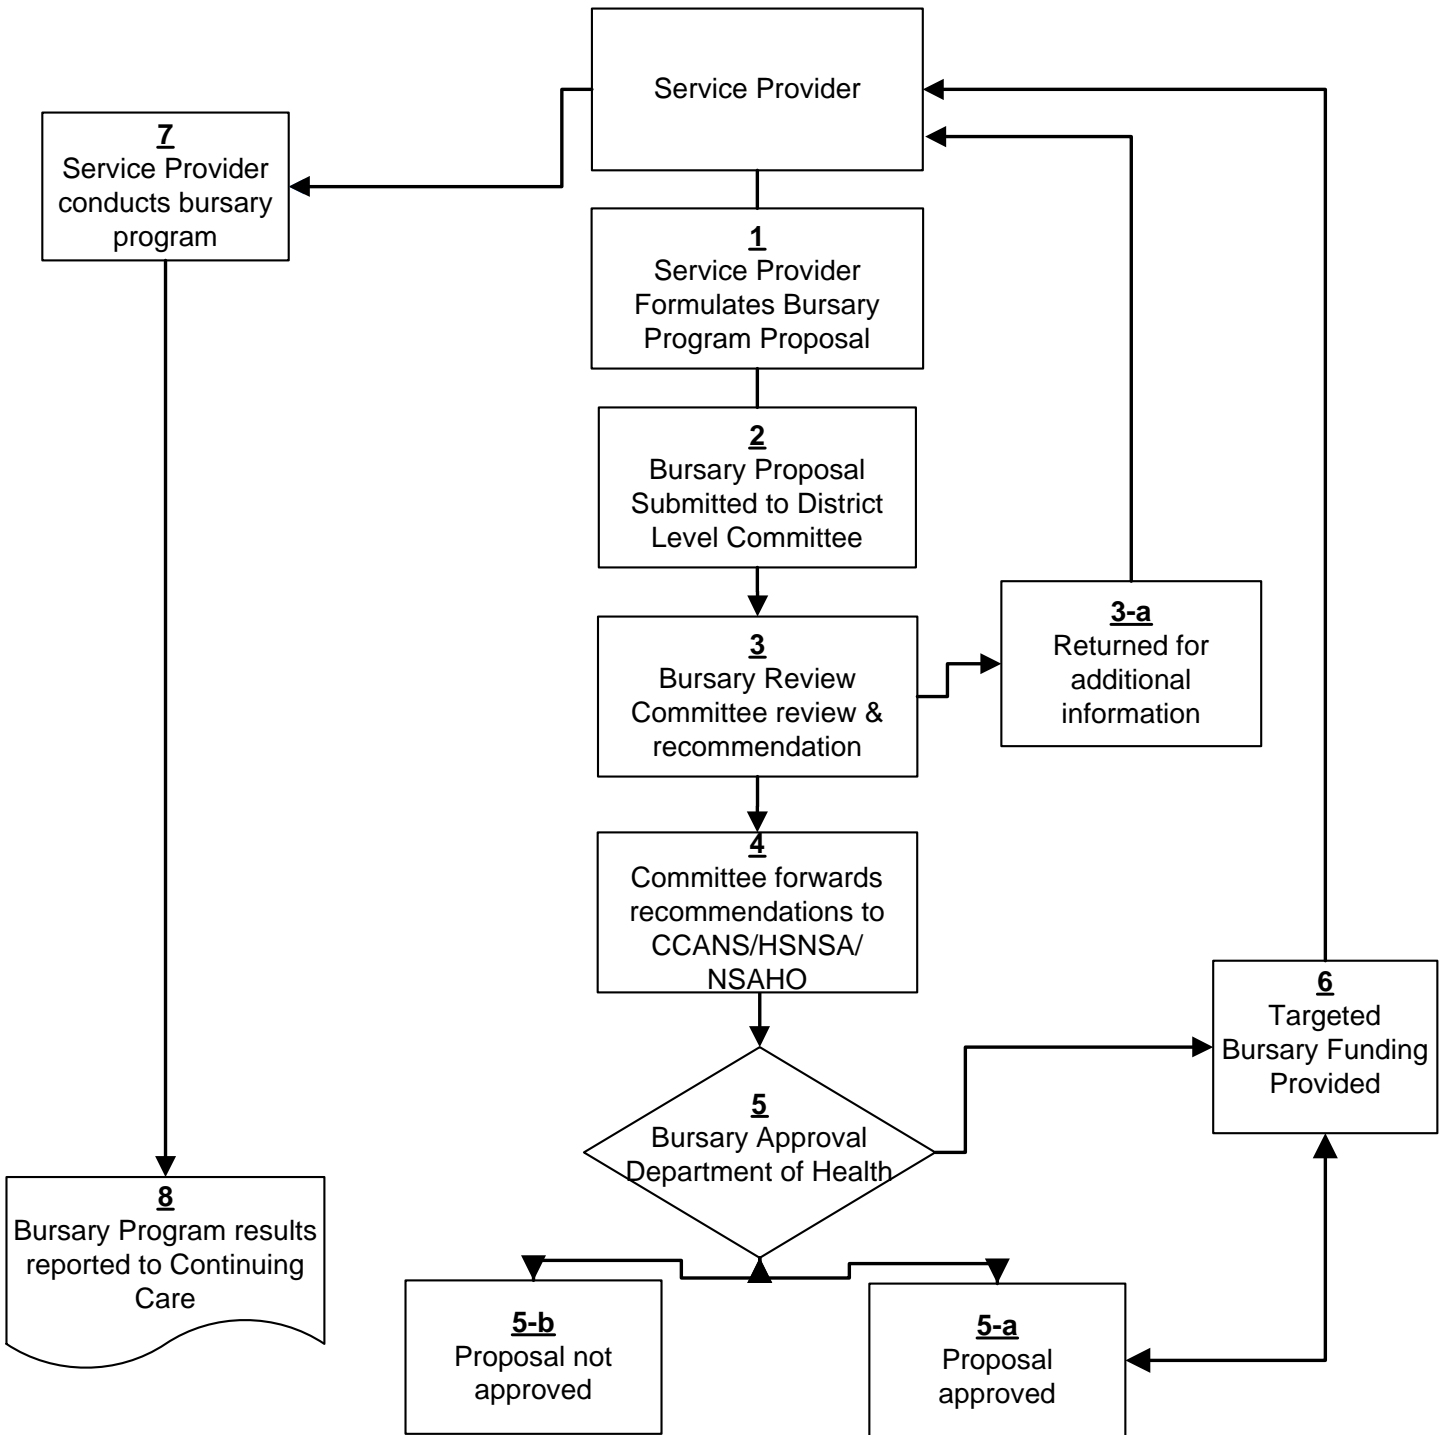 Service Provider
7
Service Provider
conducts bursary
program
1
Service Provider
Formulates Bursary
Program Proposal
2
Bursary Proposal
Submitted to District
Level Committee
3
Bursary Review
Committee review &
recommendation
3-a
Returned for
additional
information
4
Committee forwards
recommendations to
CCANS/HSNSA/
NSAHO
5
Bursary Approval
Department of Health
6
Targeted
Bursary Funding
Provided
8
Bursary Program results
reported to Continuing
Care
5-b
Proposal not
approved
5-a
Proposal
approved